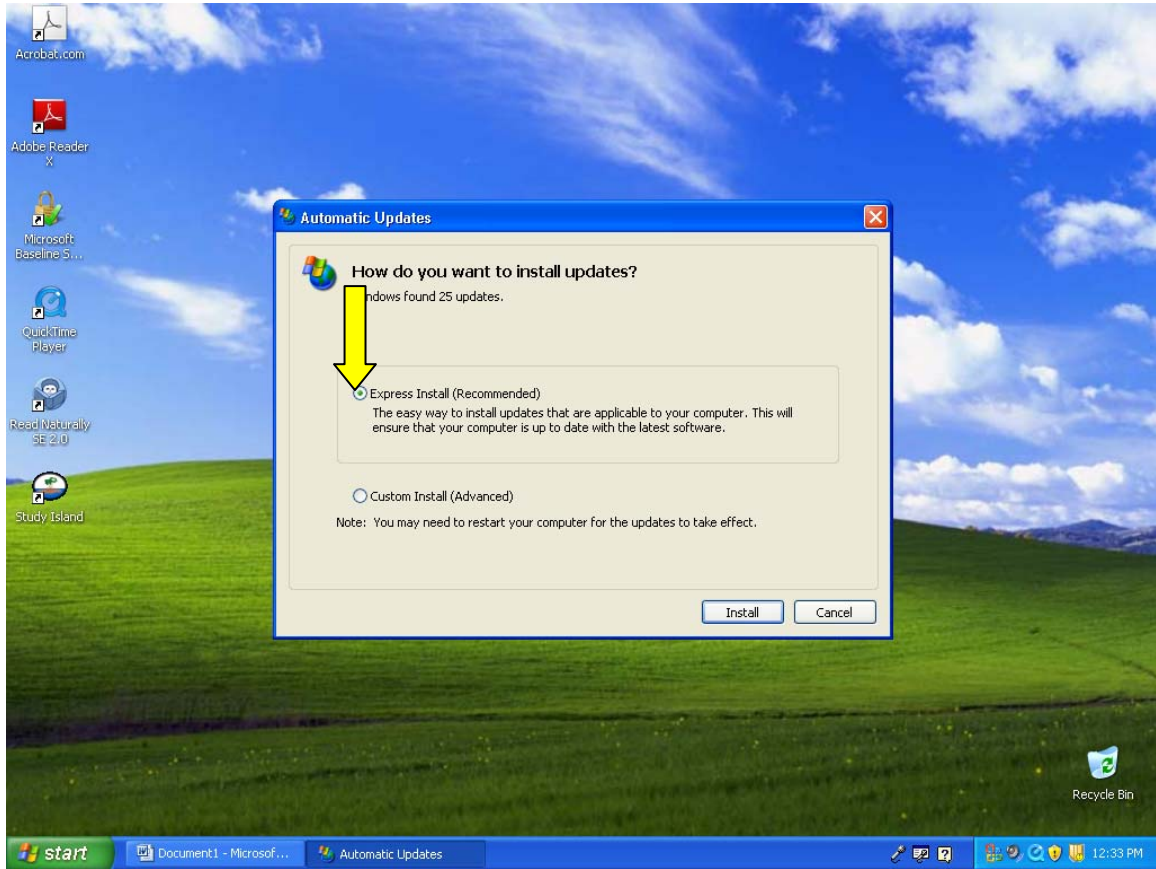 Acrobat.com
Adobe Reader
X
Microsoft
Baseline S...
QuickTime
Player
Read Naturally
SE 2.0
Study Island
Automatic Updates
How do you want to install updates?
ndows found 25 updates.
Express Install (Recommended)
The easy way to install updates that are applicable to your computer. This will
ensure that your computer is up to date with the latest software.
Custom Install (Advanced)
Note: You may need to restart your computer for the updates to take effect.
Install
Cancel
Recycle Bin
start
Document1 - Microsof...
Automatic Updates
12:33 PM